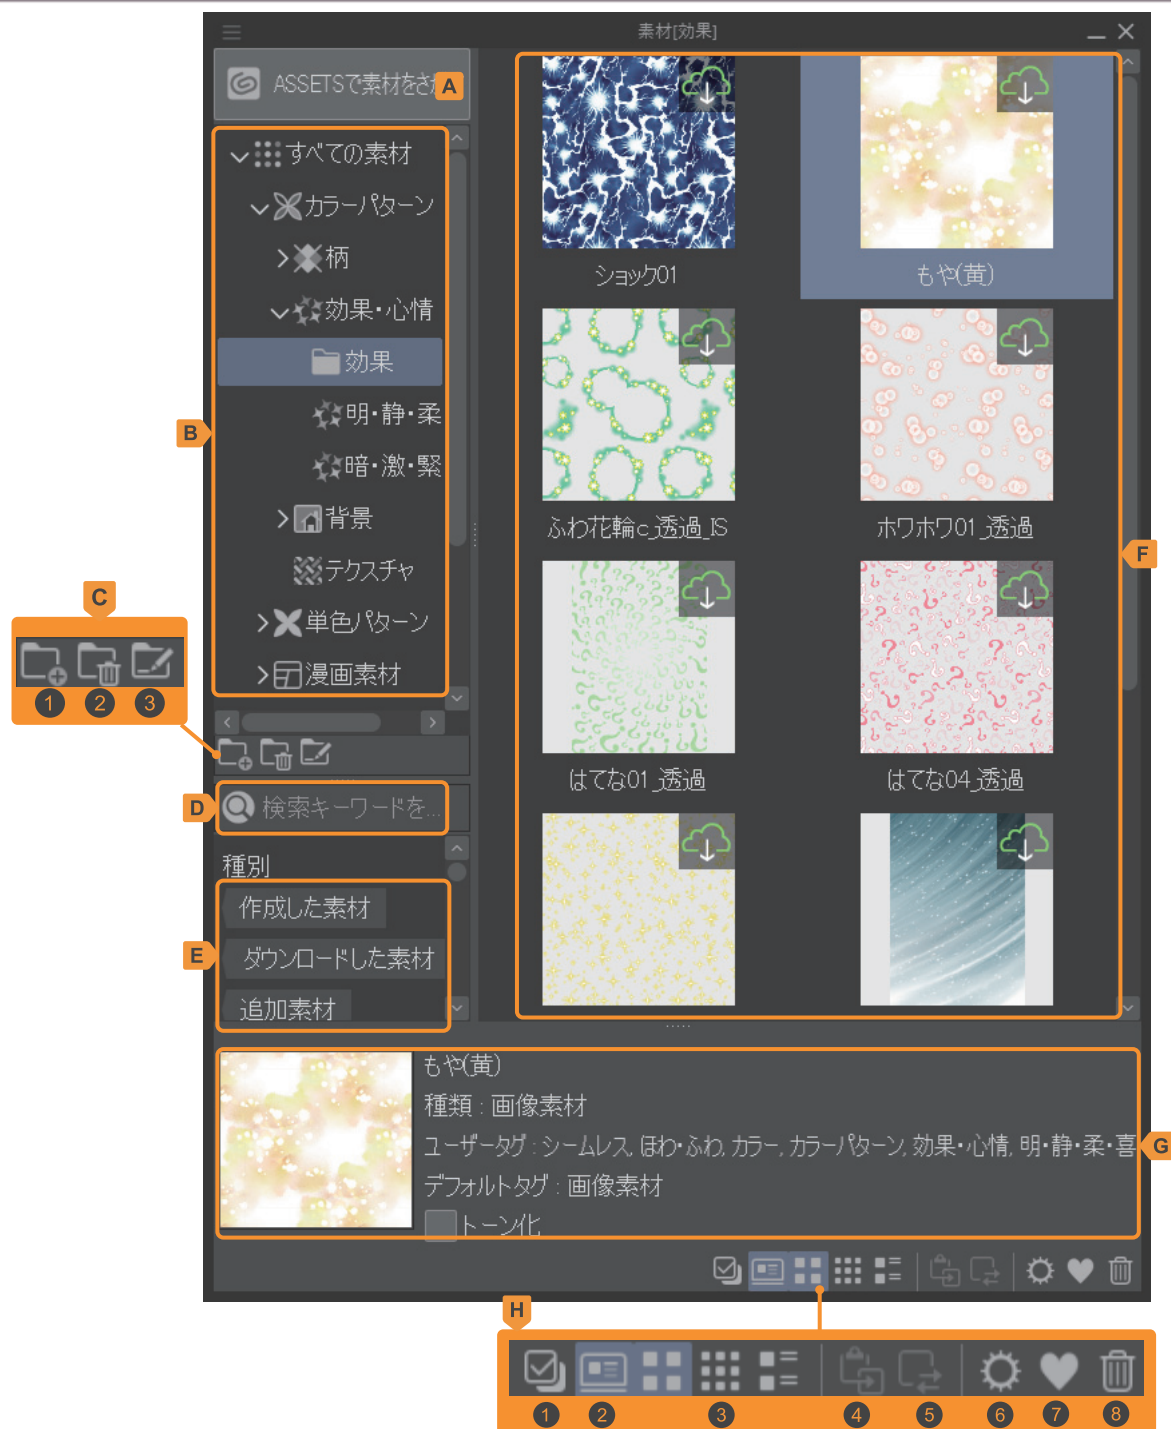 素材[効果]
ASSETSで素材をさが
A
すべての素材
カラーパターン
柄
効果・心情
効果
明・静・柔
暗・激・緊
背景
テクスチャ
単色パターン
漫画素材
B
C
1 2 3
D
検索キーワードを...
種別
作成した素材
ダウンロードした素材
追加素材
E
ショック01
もや(黄)
ふわ花輪c_透過_IS
ホワホワ01_透過
はてな01_透過
はてな04_透過
F
もや(黄)
種類 : 画像素材
ユーザータグ : シームレス, ほわ・ふわ, カラー, カラーパターン, 効果・心情, 明・静・柔・喜
デフォルトタグ : 画像素材
トーン化
G
H
1 2 3 4 5 6 7 8